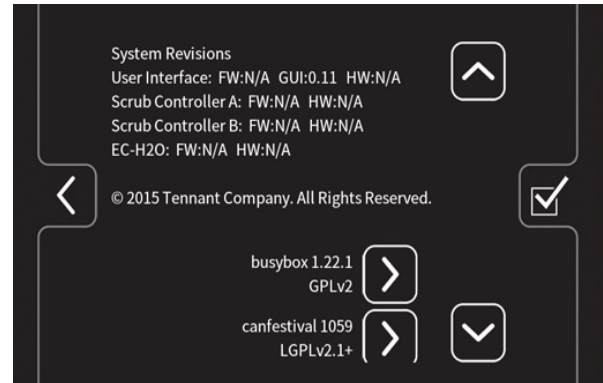 System Revisions
User Interface: FW:N/A GUI:0.11 HW:N/A
Scrub Controller A: FW:N/A HW:N/A
Scrub Controller B: FW:N/A HW:N/A
EC-H2O: FW:N/A HW:N/A
© 2015 Tennant Company. All Rights Reserved.
busybox 1.22.1
GPLv2
canfestival 1059
LGPLv2.1+